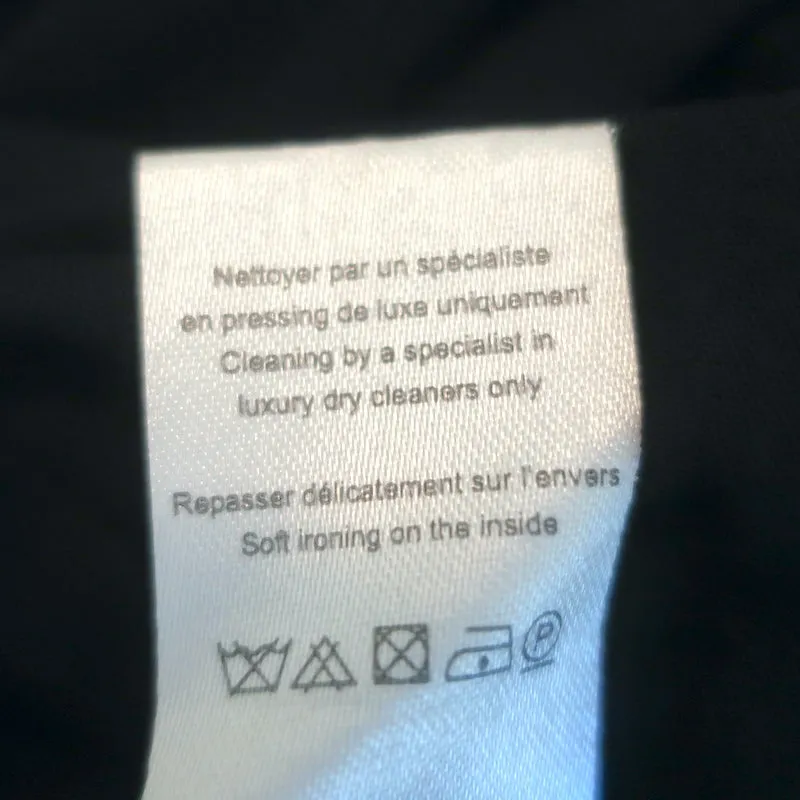 Nettoyer par un spécialiste
en pressing de luxe uniquement
Cleaning by a specialist in
luxury dry cleaners only
Repasser délicatement sur l'envers
Soft ironing on the inside
P